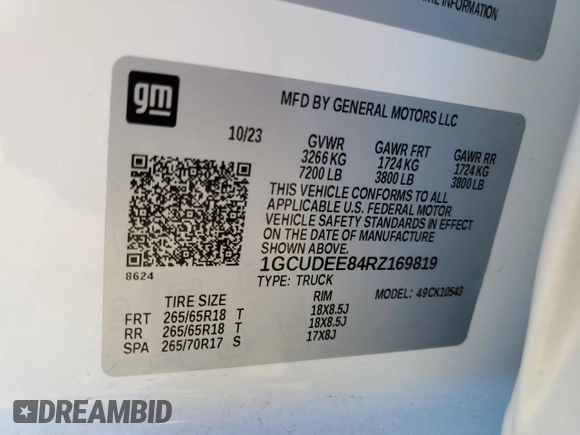 INFORMATION
gm
MFD BY GENERAL MOTORS LLC
10/23 GVWR GAWR FRT GAWR RR
3266 KG 1724 KG 1724 KG
7200 LB 3800 LB 3800 LB
THIS VEHICLE CONFORMS TO ALL
APPLICABLE U.S. FEDERAL MOTOR
VEHICLE SAFETY STANDARDS IN EFFECT
ON THE DATE OF MANUFACTURE
SHOWN ABOVE.
8624
1GCUDEE84RZ169819
TYPE: TRUCK MODEL: 49CK10543
TIRE SIZE RIM
FRT 265/65R18 T 18X8.5J
RR 265/65R18 T 18X8.5J
SPA 265/70R17 S 17X8J
DREAMBID